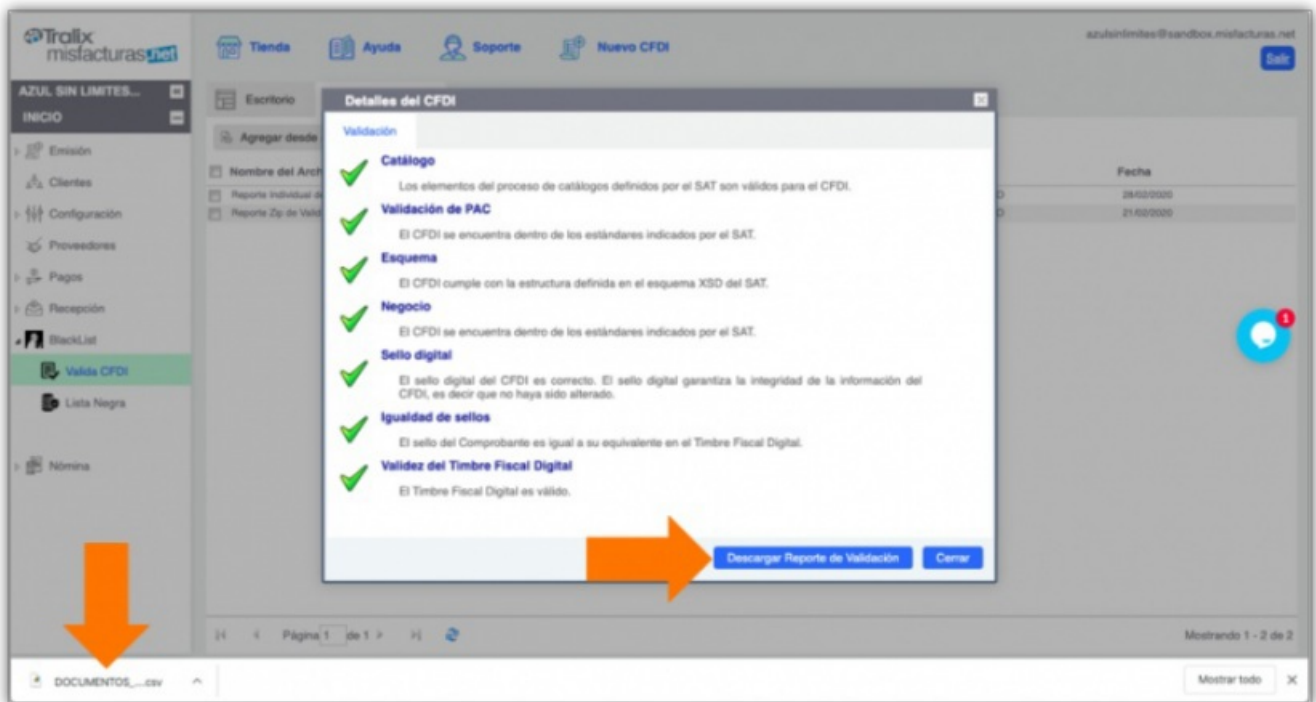 Tralix
misfacturas.net
Tienda
Ayuda
Soporte
Nuevo CFDI
azulsinlimites@sandbox.misfacturas.net
Salir
AZUL SIN LIMITES...
INICIO
Emisión
Clientes
Configuración
Proveedores
Pagos
Recepción
BlackList
Valida CFDI
Lista Negra
Nómina
Escritorio
Agregar desde
Nombre del Arch
Fecha
Reporte Individual de
28/02/2020
Reporte Zip de Valid
21/02/2020
Detalles del CFDI
Validación
Catálogo
Los elementos del proceso de catálogos definidos por el SAT son válidos para el CFDI.
Validación de PAC
El CFDI se encuentra dentro de los estándares indicados por el SAT.
Esquema
El CFDI cumple con la estructura definida en el esquema XSD del SAT.
Negocio
El CFDI se encuentra dentro de los estándares indicados por el SAT.
Sello digital
El sello digital del CFDI es correcto. El sello digital garantiza la integridad de la información del
CFDI, es decir que no haya sido alterado.
Igualdad de sellos
El sello del Comprobante es igual a su equivalente en el Timbre Fiscal Digital.
Validez del Timbre Fiscal Digital
El Timbre Fiscal Digital es válido.
Descargar Reporte de Validación
Cerrar
1
Página 1 de 1
Mostrando 1 - 2 de 2
DOCUMENTOS_....csv
Mostrar todo